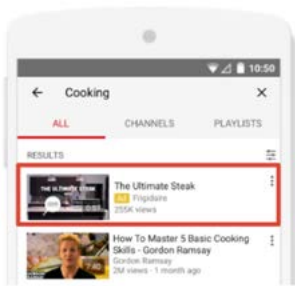 10:50
Cooking
ALL
CHANNELS
PLAYLISTS
RESULTS
THE ULTIMATE STEAK
The Ultimate Steak
Ad Frigidaire
255K views
How To Master 5 Basic Cooking
Skills - Gordon Ramsay
Gordon Ramsay
2M views · 1 month ago